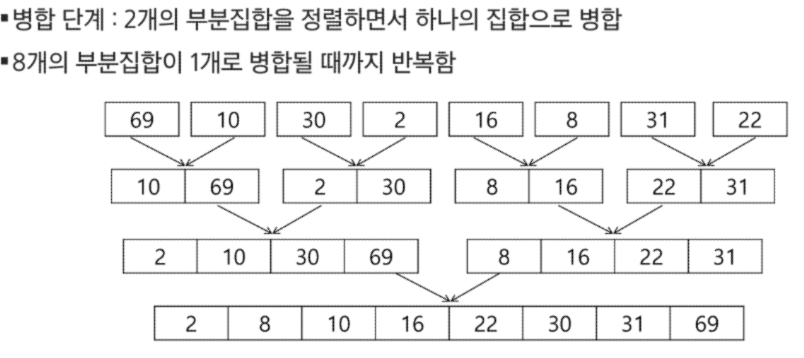 ▪병합 단계 : 2개의 부분집합을 정렬하면서 하나의 집합으로 병합
▪8개의 부분집합이 1개로 병합될 때까지 반복함
69 10 30 2 16 8 31 22
10 69 2 30 8 16 22 31
2 10 30 69 8 16 22 31
2 8 10 16 22 30 31 69